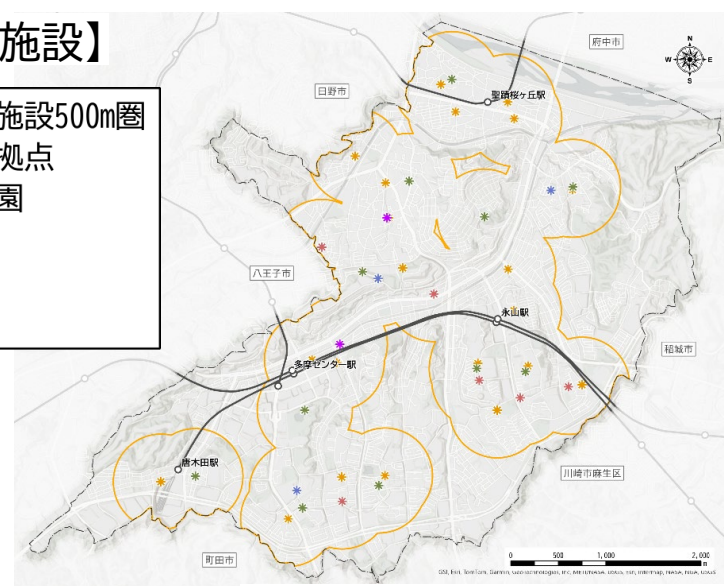 施設】
施設500m圏
拠点
園
府中市
N
W
E
S
日野市
聖蹟桜ヶ丘駅
八王子市
永山駅
稲城市
多摩センター駅
唐木田駅
川崎市麻生区
町田市
0 500 1,000 2,000
m